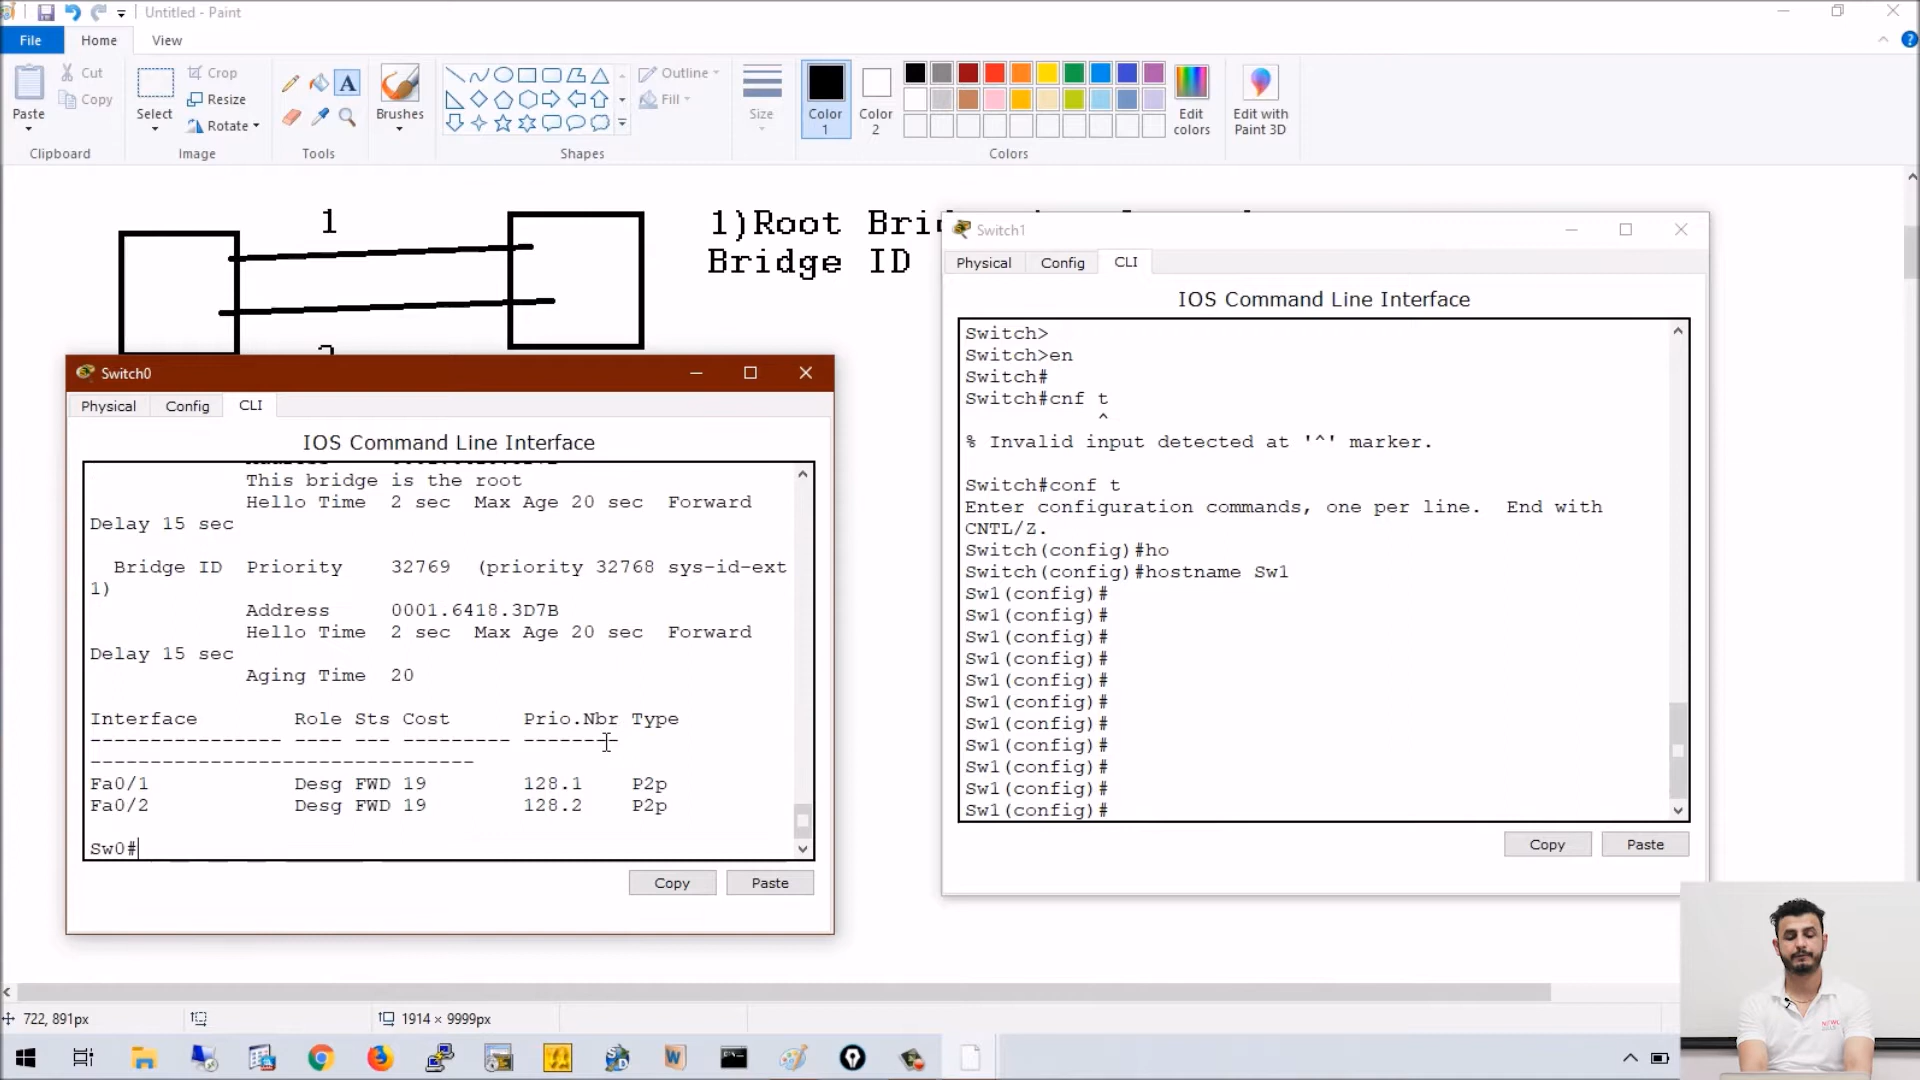 Untitled - Paint
File Home View
Paste
Cut
Copy
Clipboard
Select
Crop
Resize
Rotate
Image
Tools
Brushes
Shapes
Outline
Fill
Size
Color 1
Color 2
Edit colors
Colors
Edit with Paint 3D
1
1)Root Bri
Bridge ID
Switch0
Physical Config CLI
IOS Command Line Interface
This bridge is the root
Hello Time 2 sec Max Age 20 sec Forward
Delay 15 sec
Bridge ID Priority 32769 (priority 32768 sys-id-ext
1)
Address 0001.6418.3D7B
Hello Time 2 sec Max Age 20 sec Forward
Delay 15 sec
Aging Time 20
Interface Role Sts Cost Prio.Nbr Type
---------------- ---- --- --------- --------
--------------------------------
Fa0/1 Desg FWD 19 128.1 P2p
Fa0/2 Desg FWD 19 128.2 P2p
Sw0#
Copy Paste
Switch1
Physical Config CLI
IOS Command Line Interface
Switch>
Switch>en
Switch#
Switch#cnf t
^
% Invalid input detected at '^' marker.
Switch#conf t
Enter configuration commands, one per line. End with
CNTL/Z.
Switch(config)#ho
Switch(config)#hostname Sw1
Sw1(config)#
Sw1(config)#
Sw1(config)#
Sw1(config)#
Sw1(config)#
Sw1(config)#
Sw1(config)#
Sw1(config)#
Sw1(config)#
Sw1(config)#
Sw1(config)#
Copy Paste
722, 891px
1914 × 9999px